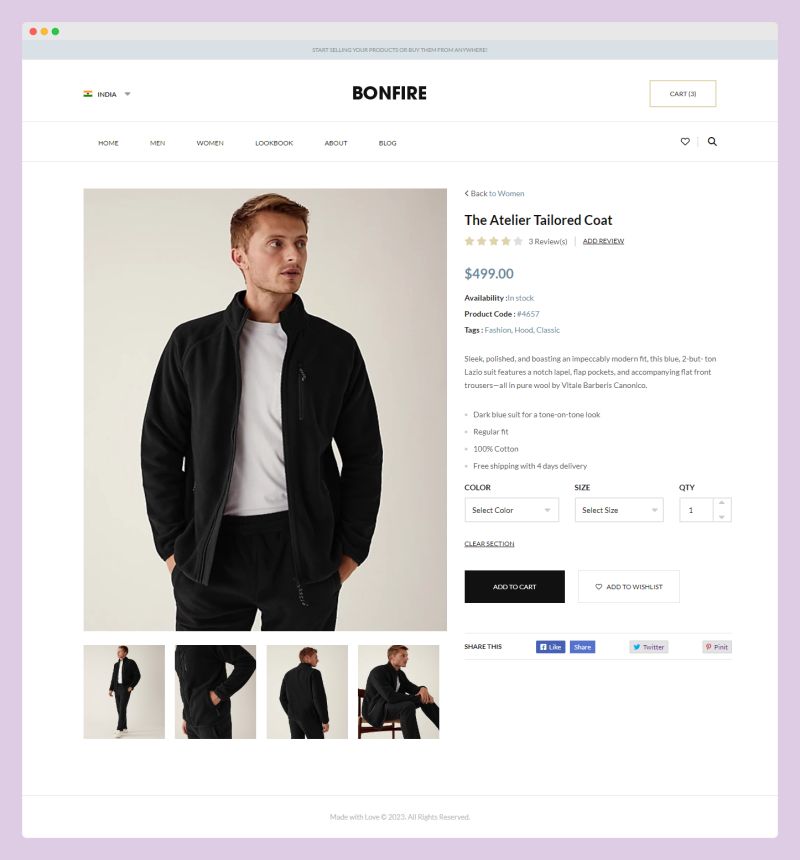 START SELLING YOUR PRODUCTS OR BUY THEM FROM ANYWHERE!
INDIA
BONFIRE
CART (3)
HOME MEN WOMEN LOOKBOOK ABOUT BLOG
Back to Women
The Atelier Tailored Coat
3 Review(s) ADD REVIEW
$499.00
Availability :In stock
Product Code : #4657
Tags : Fashion, Hood, Classic
Sleek, polished, and boasting an impeccably modern fit, this blue, 2-but- ton
Lazio suit features a notch lapel, flap pockets, and accompanying flat front
trousers—all in pure wool by Vitale Barberis Canonico.
Dark blue suit for a tone-on-tone look
Regular fit
100% Cotton
Free shipping with 4 days delivery
COLOR SIZE QTY
Select Color Select Size 1
CLEAR SECTION
ADD TO CART ADD TO WISHLIST
SHARE THIS Like Share Twitter Pinit
Made with Love © 2023. All Rights Reserved.